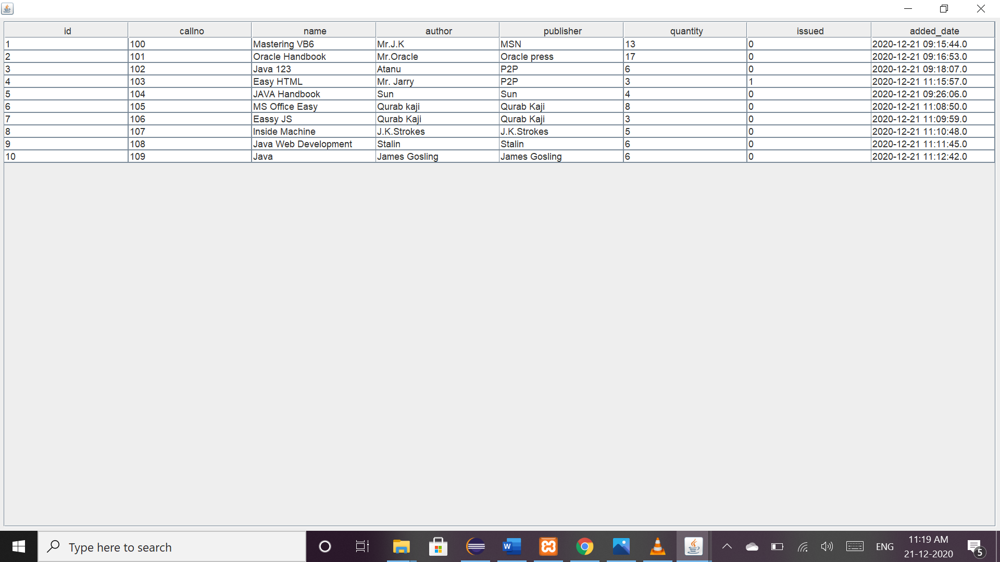 id callno name author publisher quantity issued added_date
1 100 Mastering VB6 Mr.J.K MSN 13 0 2020-12-21 09:15:44.0
2 101 Oracle Handbook Mr.Oracle Oracle press 17 0 2020-12-21 09:16:53.0
3 102 Java 123 Atanu P2P 6 0 2020-12-21 09:18:07.0
4 103 Easy HTML Mr. Jarry P2P 3 1 2020-12-21 11:15:57.0
5 104 JAVA Handbook Sun Sun 4 0 2020-12-21 09:26:06.0
6 105 MS Office Easy Qurab kaji Qurab Kaji 8 0 2020-12-21 11:08:50.0
7 106 Eassy JS Qurab Kaji Qurab Kaji 3 0 2020-12-21 11:09:59.0
8 107 Inside Machine J.K.Strokes J.K.Strokes 5 0 2020-12-21 11:10:48.0
9 108 Java Web Development Stalin Stalin 6 0 2020-12-21 11:11:45.0
10 109 Java James Gosling James Gosling 6 0 2020-12-21 11:12:42.0
Type here to search
W
ENG
11:19 AM
21-12-2020
5